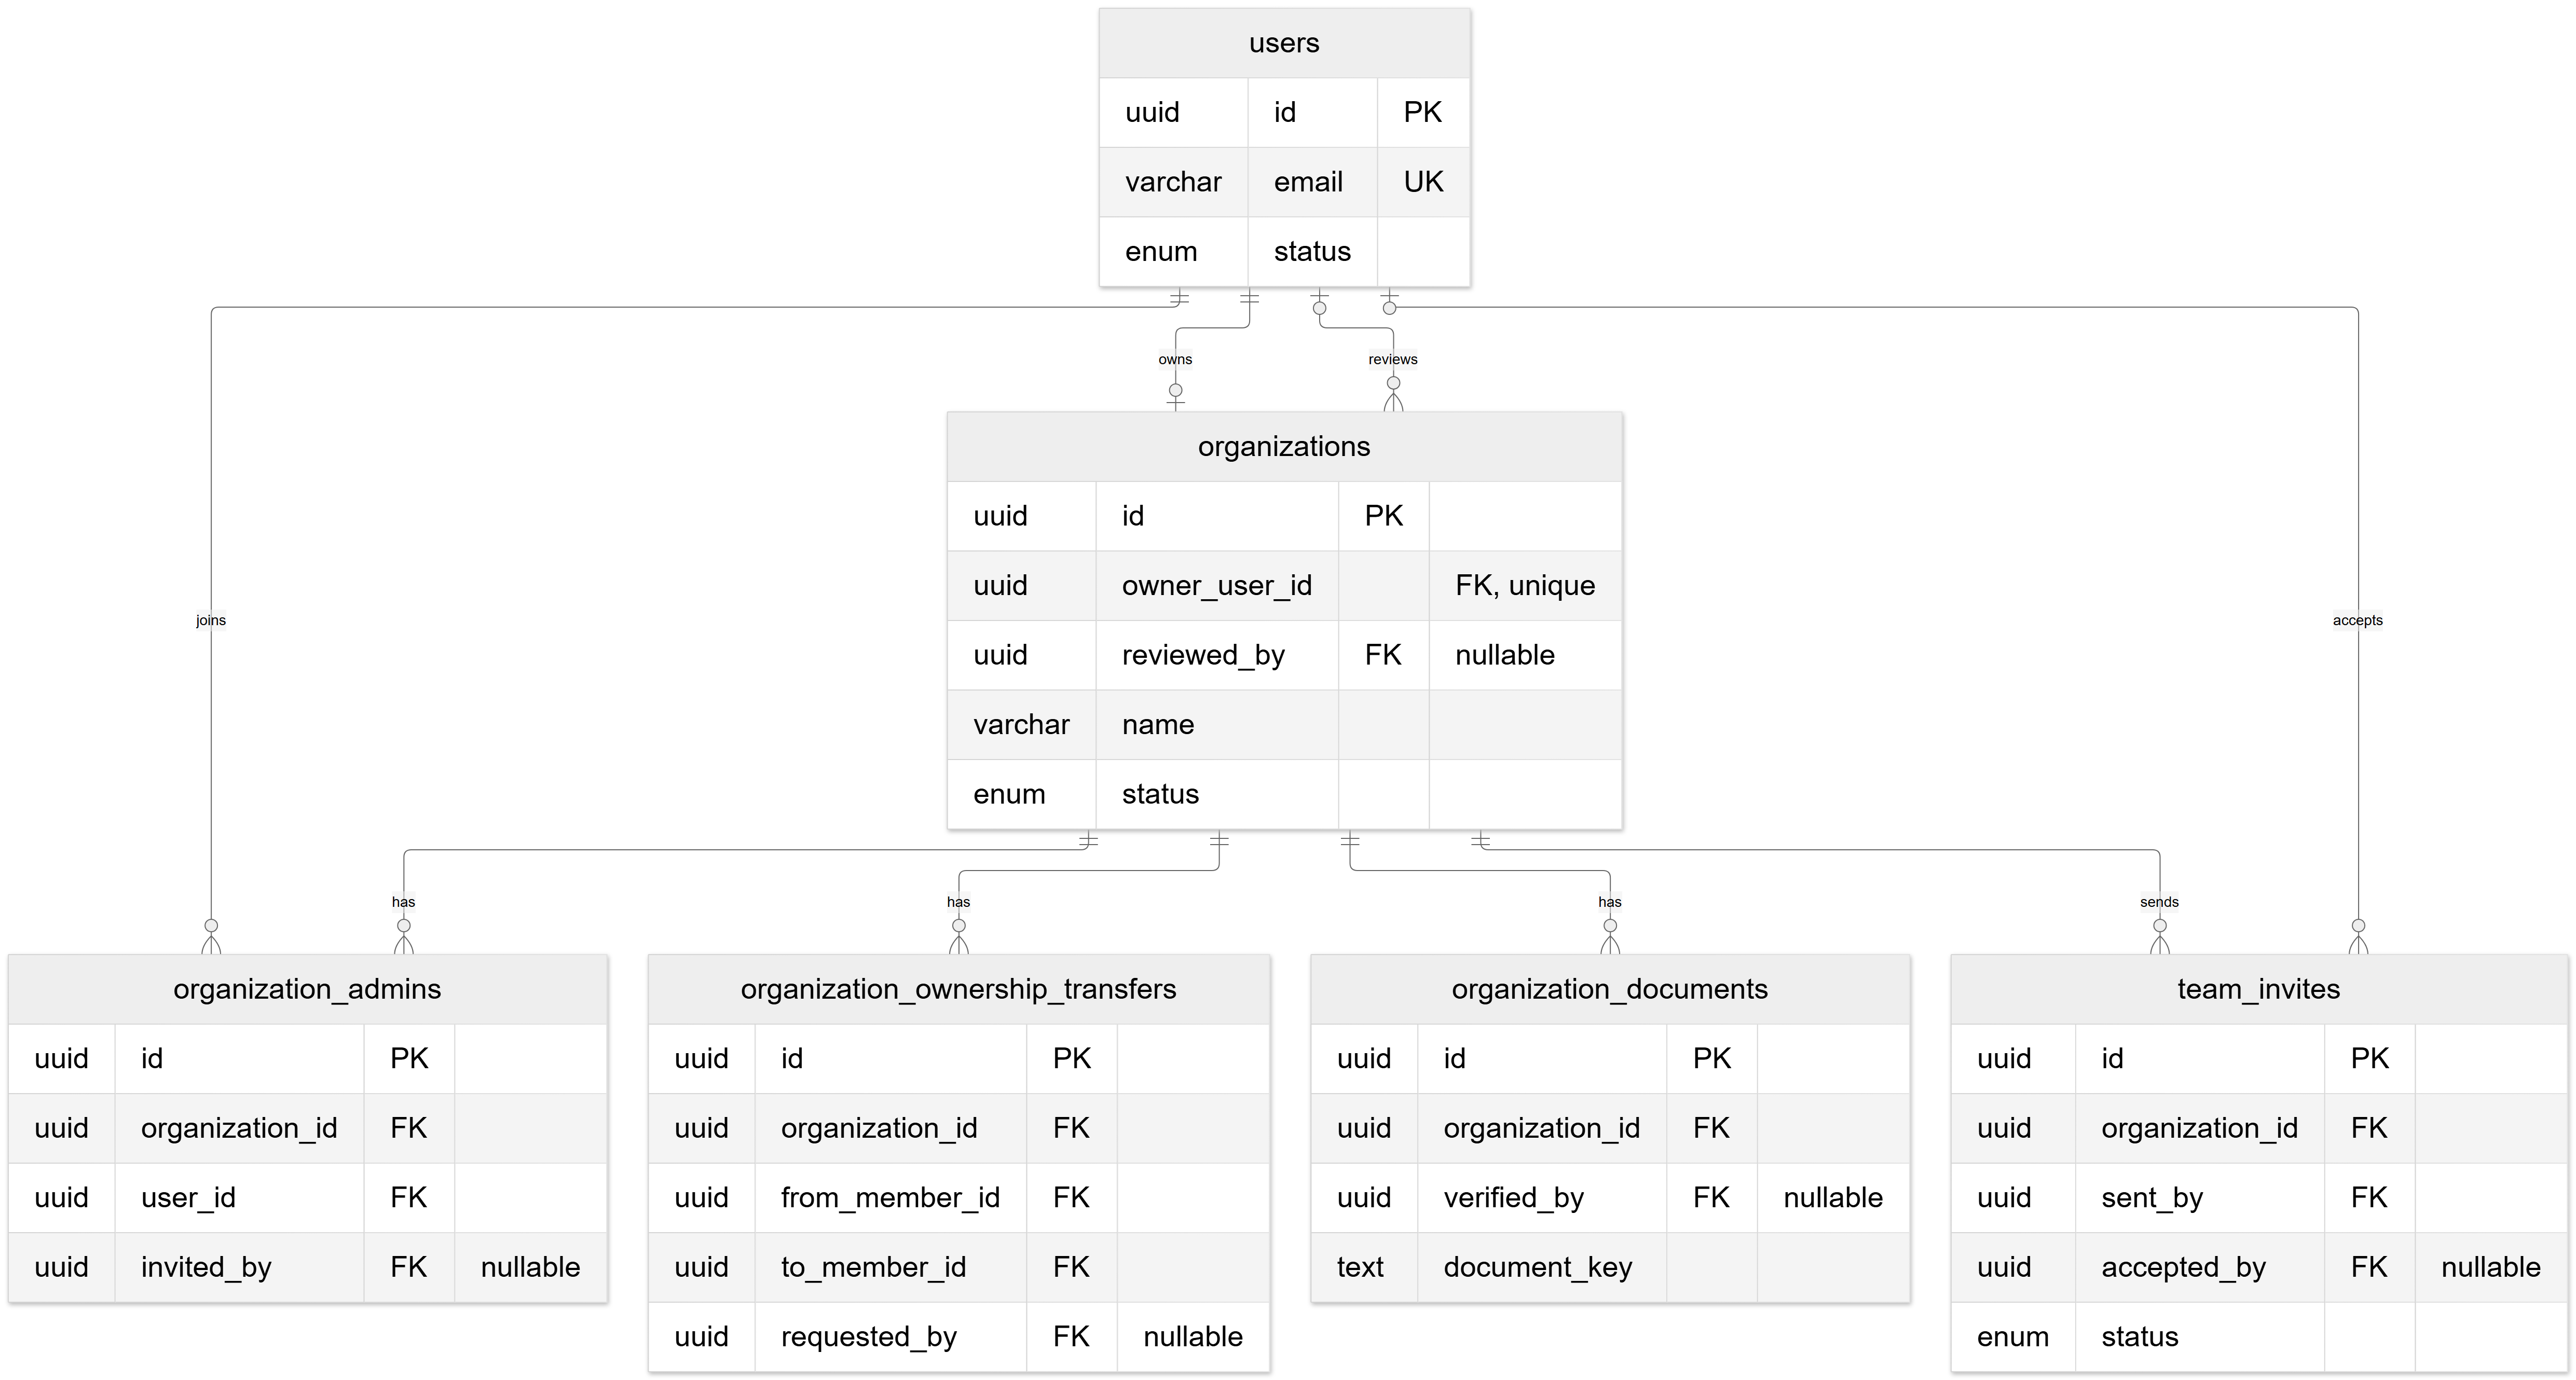 users
uuid id PK
varchar email UK
enum status
owns
reviews
organizations
uuid id PK
uuid owner_user_id FK, unique
uuid reviewed_by FK nullable
varchar name
enum status
joins
accepts
has
has
has
sends
organization_admins
uuid id PK
uuid organization_id FK
uuid user_id FK
uuid invited_by FK nullable
organization_ownership_transfers
uuid id PK
uuid organization_id FK
uuid from_member_id FK
uuid to_member_id FK
uuid requested_by FK nullable
organization_documents
uuid id PK
uuid organization_id FK
uuid verified_by FK nullable
text document_key
team_invites
uuid id PK
uuid organization_id FK
uuid sent_by FK
uuid accepted_by FK nullable
enum status